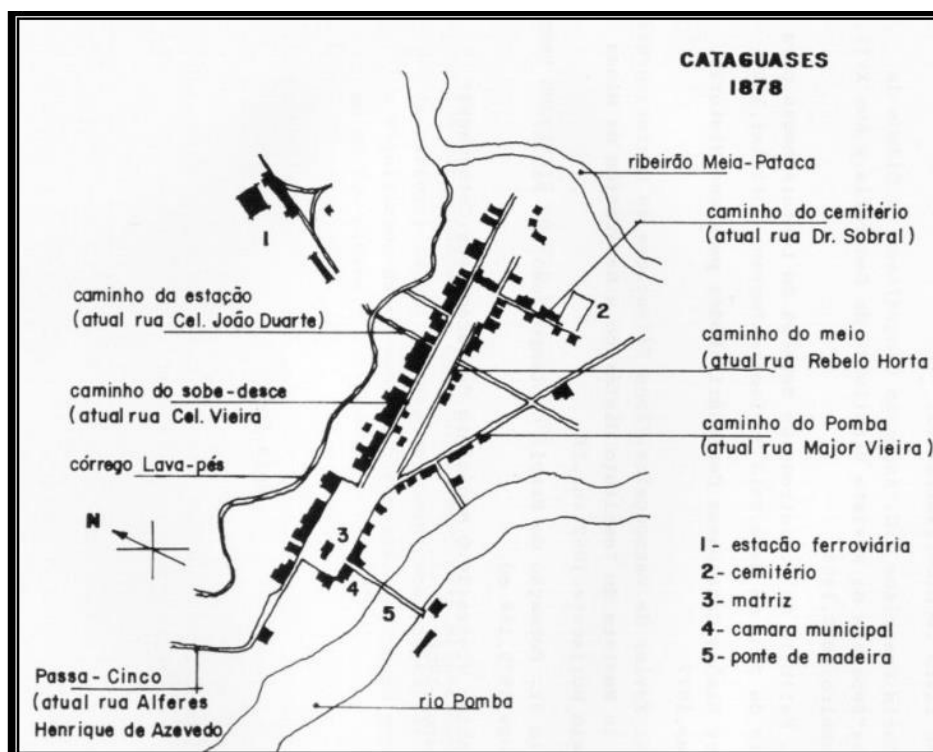 CATAGUASES
1878
ribeirão Meia-Pataca
caminho do cemitério
(atual rua Dr. Sobral)
1
2
caminho da estação
(atual rua Cel. João Duarte)
caminho do meio
(atual rua Rebelo Horta
caminho do sobe-desce
(atual rua Cel. Vieira)
caminho do Pomba
(atual rua Major Vieira)
córrego Lava-pés
N
3
4
5
1- estação ferroviária
2- cemitério
3- matriz
4- camara municipal
5- ponte de madeira
Passa-Cinco
(atual rua Alferes
Henrique de Azevedo)
rio Pomba